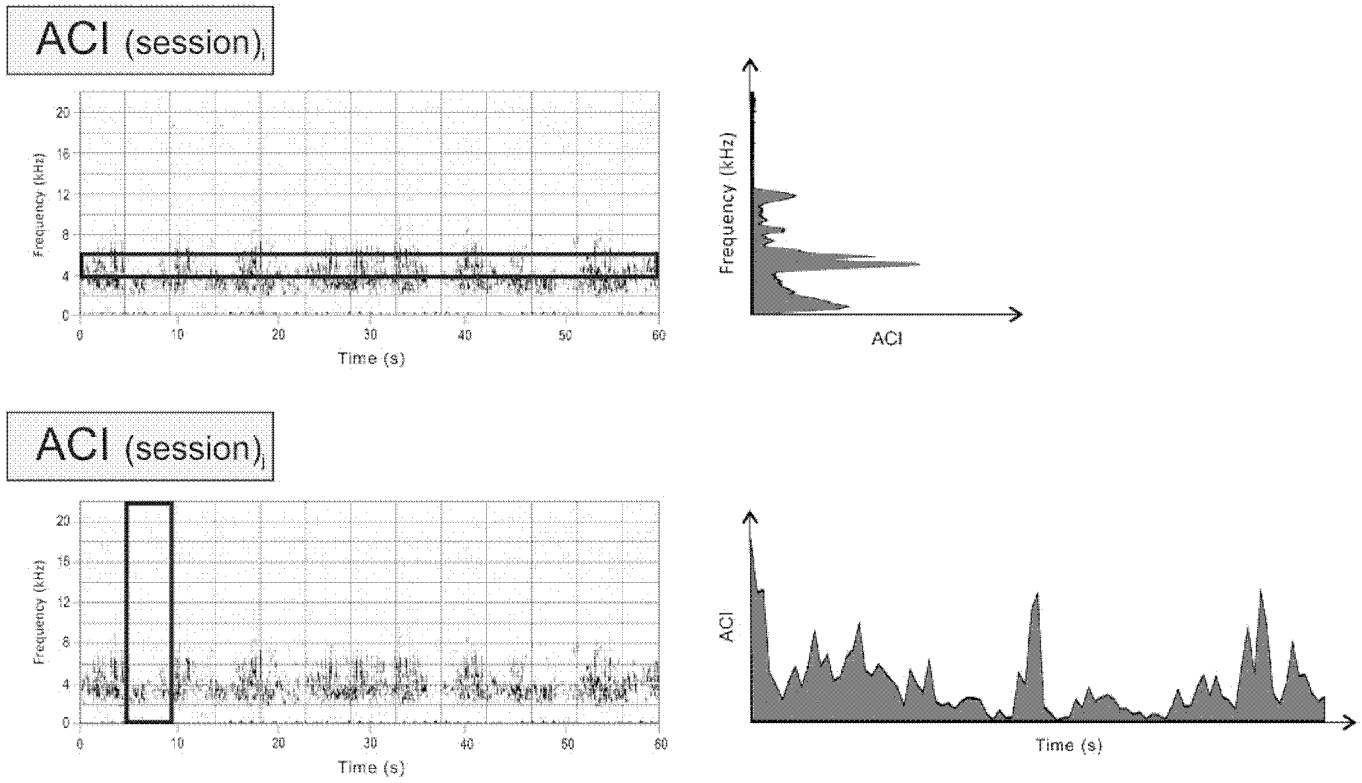 ACI (session)i
Frequency (kHz)
20
16
12
8
4
0
0 10 20 30 40 50 60
Time (s)
Frequency (kHz)
ACI
ACI (session)j
Frequency (kHz)
20
16
12
8
4
0
0 10 20 30 40 50 60
Time (s)
ACI
Time (s)